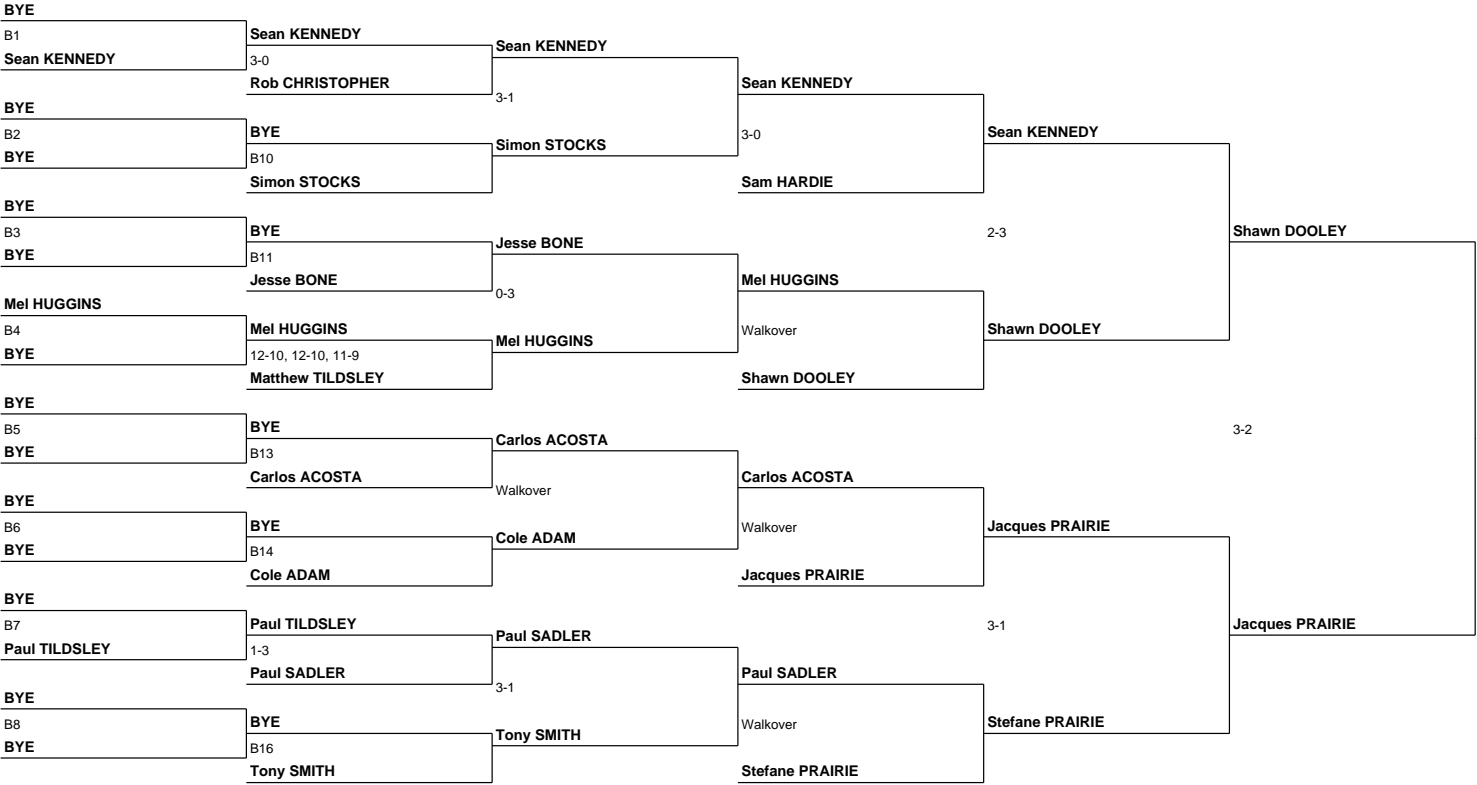 BYE
B1
Sean KENNEDY
BYE
B2
BYE
BYE
B3
BYE
Mel HUGGINS
B4
BYE
BYE
B5
BYE
BYE
B6
BYE
BYE
B7
Paul TILDSLEY
BYE
B8
BYE
Sean KENNEDY
3-0
Rob CHRISTOPHER
BYE
B10
Simon STOCKS
BYE
B11
Jesse BONE
Mel HUGGINS
12-10, 12-10, 11-9
Matthew TILDSLEY
BYE
B13
Carlos ACOSTA
BYE
B14
Cole ADAM
Paul TILDSLEY
1-3
Paul SADLER
BYE
B16
Tony SMITH
Sean KENNEDY
3-1
Simon STOCKS
Jesse BONE
0-3
Mel HUGGINS
Carlos ACOSTA
Walkover
Cole ADAM
Paul SADLER
3-1
Tony SMITH
Sean KENNEDY
3-0
Sam HARDIE
Mel HUGGINS
Walkover
Shawn DOOLEY
Carlos ACOSTA
Walkover
Jacques PRAIRIE
Paul SADLER
Walkover
Stefane PRAIRIE
Sean KENNEDY
2-3
Shawn DOOLEY
Jacques PRAIRIE
3-1
Stefane PRAIRIE
Shawn DOOLEY
3-2
Jacques PRAIRIE